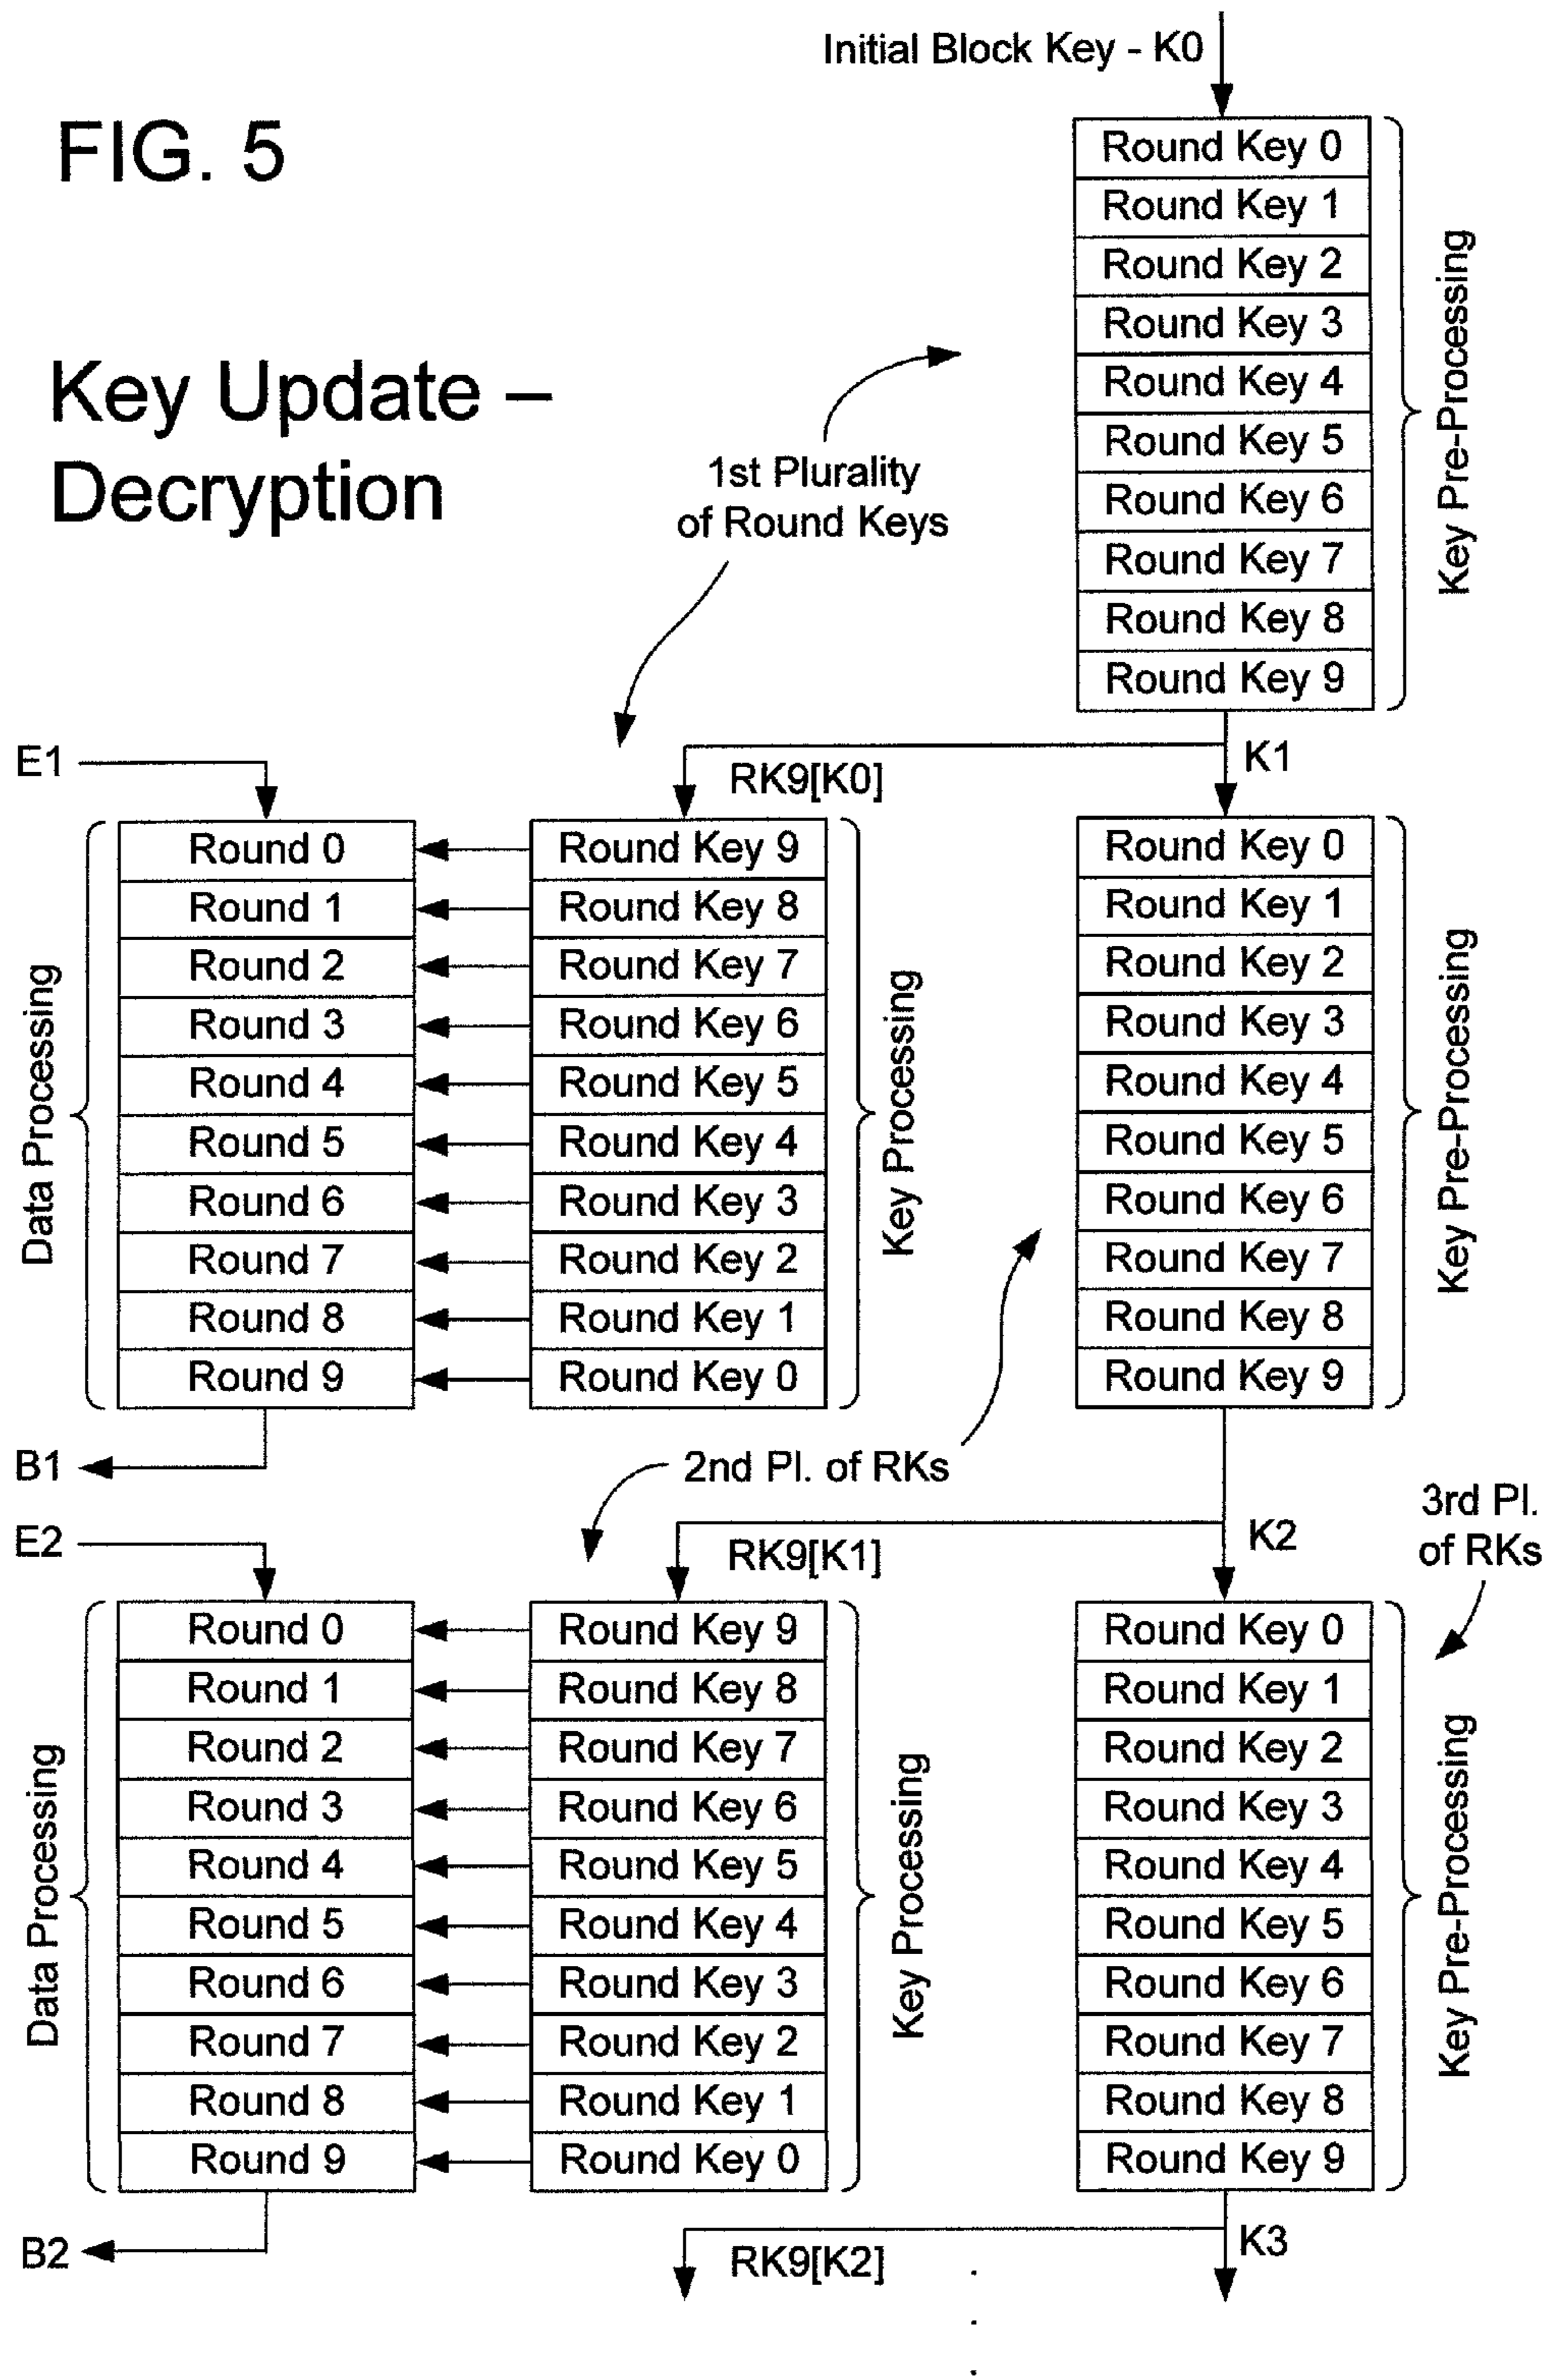 Initial Block Key - K0
FIG. 5
Key Update –
Decryption
Round Key 0
Round Key 1
Round Key 2
Round Key 3
Round Key 4
Round Key 5
Round Key 6
Round Key 7
Round Key 8
Round Key 9
Key Pre-Processing
1st Plurality
of Round Keys
E1
RK9[K0]
K1
Data Processing
Round 0
Round 1
Round 2
Round 3
Round 4
Round 5
Round 6
Round 7
Round 8
Round 9
Round Key 9
Round Key 8
Round Key 7
Round Key 6
Round Key 5
Round Key 4
Round Key 3
Round Key 2
Round Key 1
Round Key 0
Key Processing
Round Key 0
Round Key 1
Round Key 2
Round Key 3
Round Key 4
Round Key 5
Round Key 6
Round Key 7
Round Key 8
Round Key 9
Key Pre-Processing
B1
2nd Pl. of RKs
3rd Pl.
of RKs
E2
RK9[K1]
K2
Data Processing
Round 0
Round 1
Round 2
Round 3
Round 4
Round 5
Round 6
Round 7
Round 8
Round 9
Round Key 9
Round Key 8
Round Key 7
Round Key 6
Round Key 5
Round Key 4
Round Key 3
Round Key 2
Round Key 1
Round Key 0
Key Processing
Round Key 0
Round Key 1
Round Key 2
Round Key 3
Round Key 4
Round Key 5
Round Key 6
Round Key 7
Round Key 8
Round Key 9
Key Pre-Processing
B2
RK9[K2]
K3